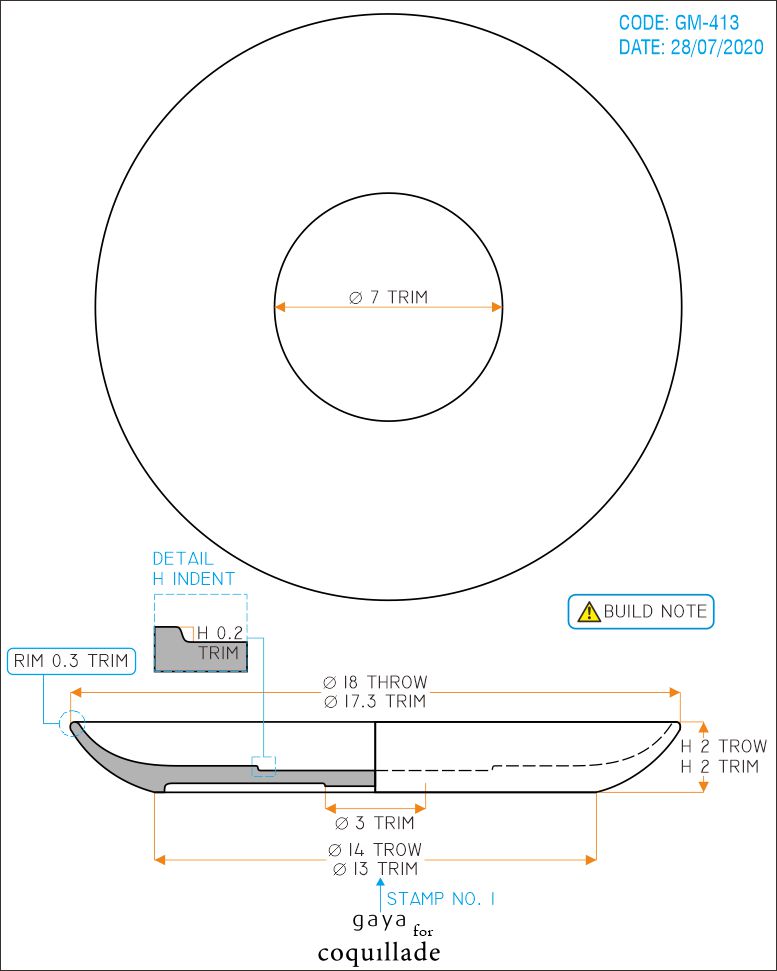 CODE: GM-413
DATE: 28/07/2020
Ø 7 TRIM
DETAIL
H INDENT
H 0.2
TRIM
BUILD NOTE
RIM 0.3 TRIM
Ø 18 THROW
Ø 17.3 TRIM
H 2 TROW
H 2 TRIM
Ø 3 TRIM
Ø 14 TROW
Ø 13 TRIM
STAMP NO. 1
gaya for
coquillade